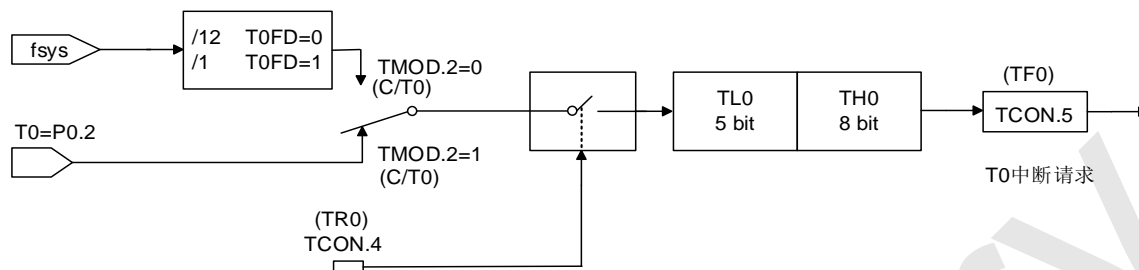 fsys
/12 T0FD=0
/1 T0FD=1
TMOD.2=0
(C/T0)
T0=P0.2
TMOD.2=1
(C/T0)
(TR0)
TCON.4
TL0
5 bit
TH0
8 bit
(TF0)
TCON.5
T0中断请求